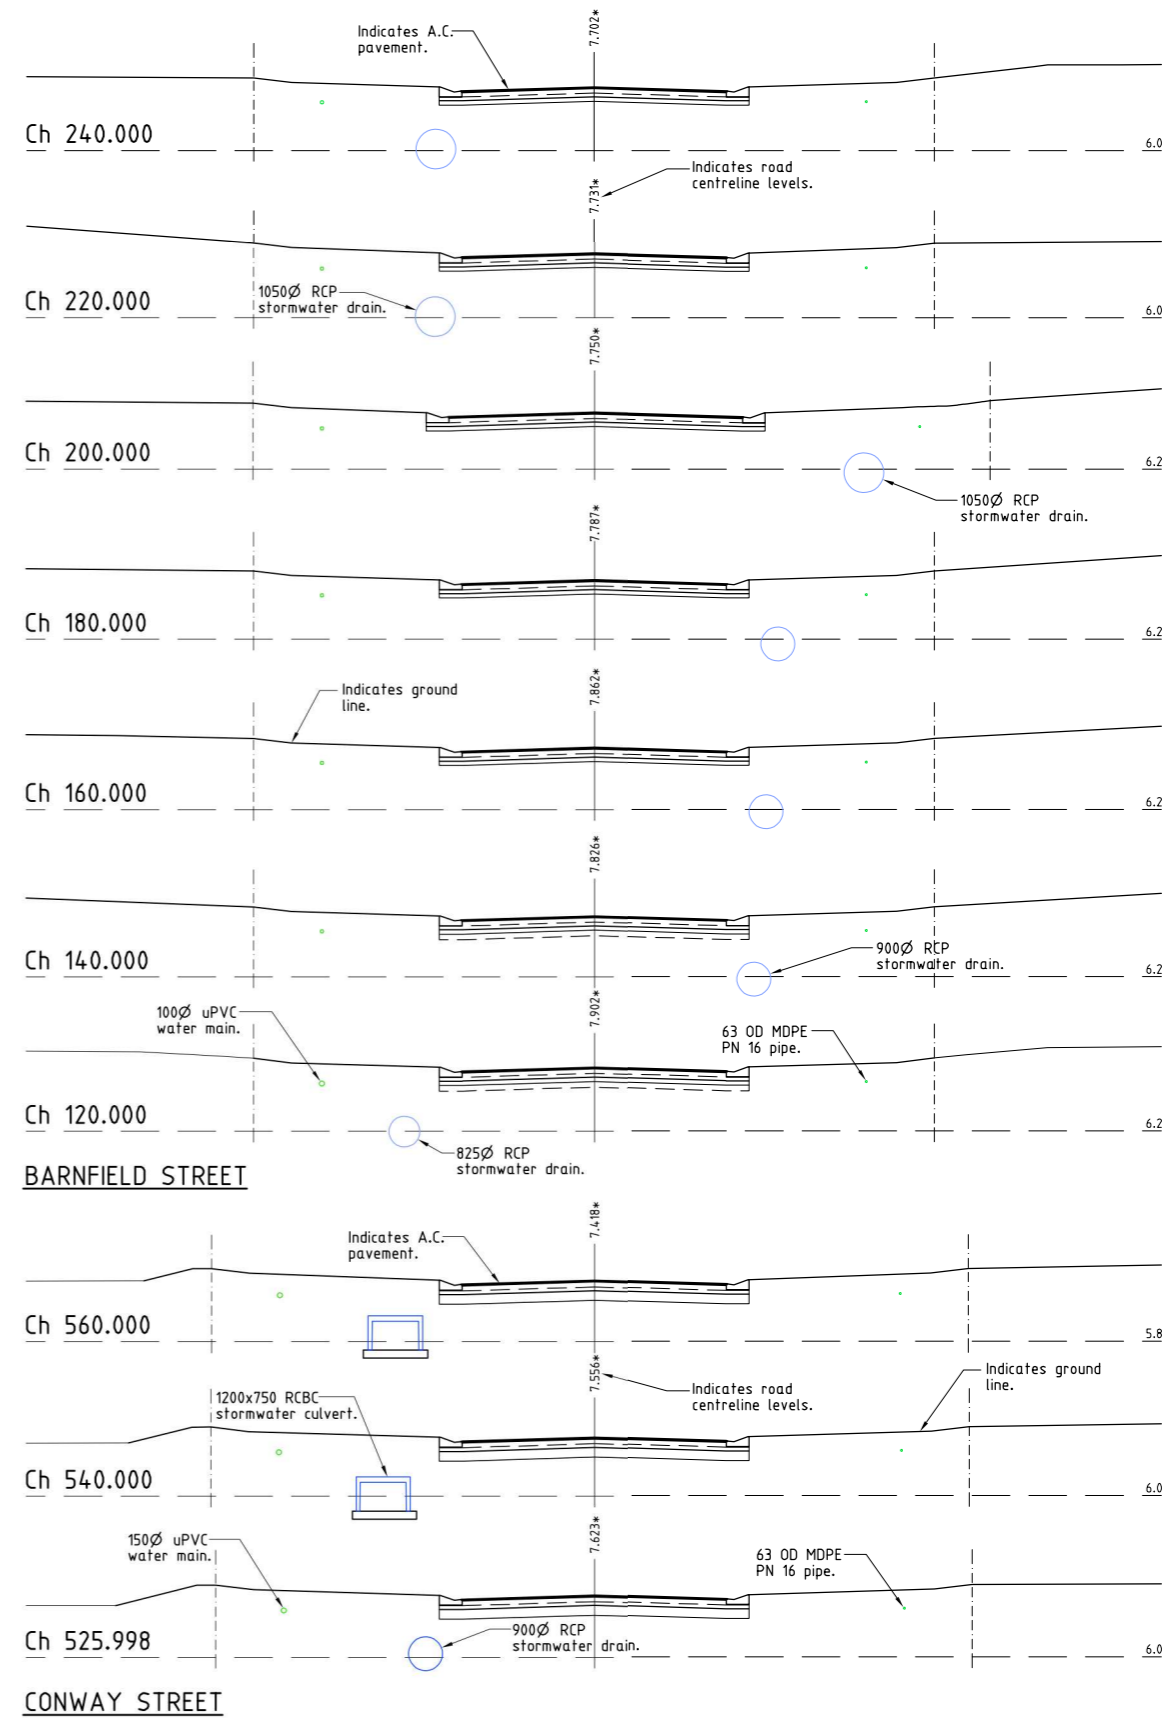 7.702*
Indicates A.C.
pavement.
Ch 240.000
6.0
Indicates road
centreline levels.
7.731*
Ch 220.000
1050Ø RCP
stormwater drain.
6.0
7.750*
Ch 200.000
6.2
1050Ø RCP
stormwater drain.
7.787*
Ch 180.000
6.2
7.862*
Indicates ground
line.
Ch 160.000
6.2
7.826*
Ch 140.000
900Ø RCP
stormwater drain.
6.2
7.902*
100Ø uPVC
water main.
63 OD MDPE
PN 16 pipe.
Ch 120.000
6.2
825Ø RCP
stormwater drain.
BARNFIELD STREET
7.418*
Indicates A.C.
pavement.
Ch 560.000
5.8
7.556*
Indicates ground
line.
Indicates road
centreline levels.
1200x750 RCBC
stormwater culvert.
Ch 540.000
6.0
7.623*
150Ø uPVC
water main.
63 OD MDPE
PN 16 pipe.
Ch 525.998
900Ø RCP
stormwater drain.
6.0
CONWAY STREET